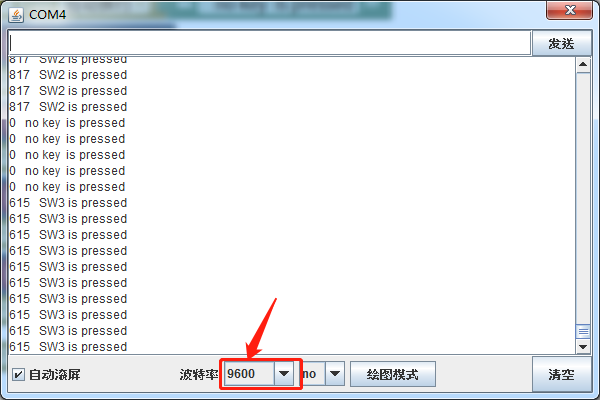 COM4
发送
817 SW2 is pressed
817 SW2 is pressed
817 SW2 is pressed
817 SW2 is pressed
0 no key is pressed
0 no key is pressed
0 no key is pressed
0 no key is pressed
0 no key is pressed
615 SW3 is pressed
615 SW3 is pressed
615 SW3 is pressed
615 SW3 is pressed
615 SW3 is pressed
615 SW3 is pressed
615 SW3 is pressed
615 SW3 is pressed
615 SW3 is pressed
615 SW3 is pressed
自动滚屏 波特率 9600 no 绘图模式 清空